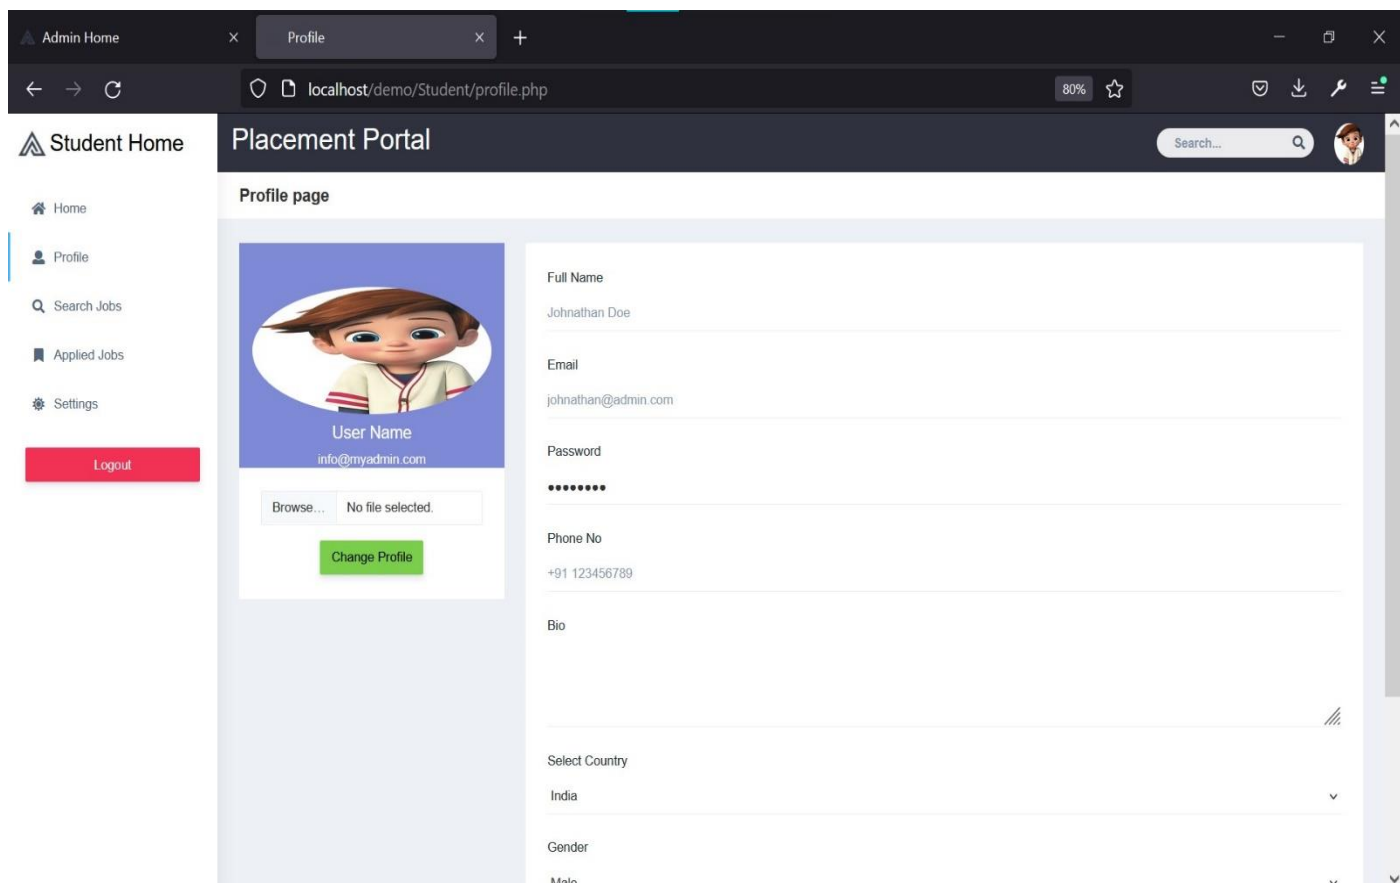 Admin Home
Profile
localhost/demo/Student/profile.php
80%
Student Home
Placement Portal
Search...
Home
Profile
Search Jobs
Applied Jobs
Settings
Logout
Profile page
User Name
info@myadmin.com
Browse...
No file selected.
Change Profile
Full Name
Johnathan Doe
Email
johnathan@admin.com
Password
••••••••
Phone No
+91 123456789
Bio
Select Country
India
Gender
Male